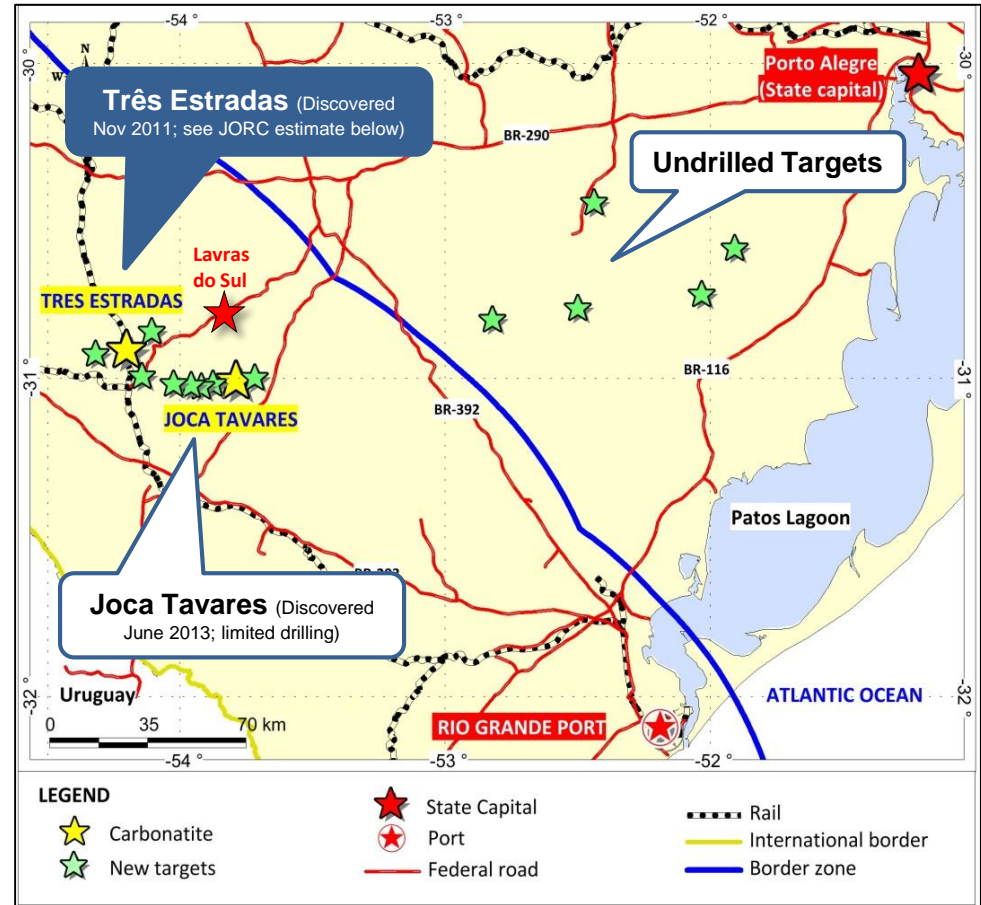 -54 °
-53 °
-52 °
N
W
-30 °
-30 °
Porto Alegre
(State capital)
Três Estradas (Discovered
Nov 2011; see JORC estimate below)
BR-290
Undrilled Targets
Lavras
do Sul
TRES ESTRADAS
-31 °
-31 °
BR-116
BR-392
JOCA TAVARES
Patos Lagoon
Joca Tavares (Discovered
June 2013; limited drilling)
Uruguay
-32 °
-32 °
ATLANTIC OCEAN
0 35 70 km
RIO GRANDE PORT
-54 °
-53 °
-52 °
LEGEND
Carbonatite
New targets
State Capital
Port
Federal road
Rail
International border
Border zone